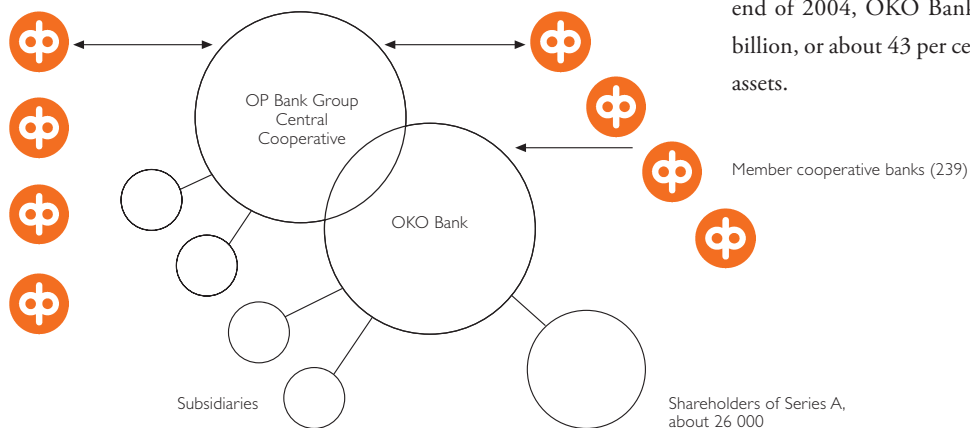 end of 2004, OKO Bank
billion, or about 43 per ce
assets.
OP Bank Group
Central
Cooperative
Member cooperative banks (239)
OKO Bank
Subsidiaries
Shareholders of Series A,
about 26 000